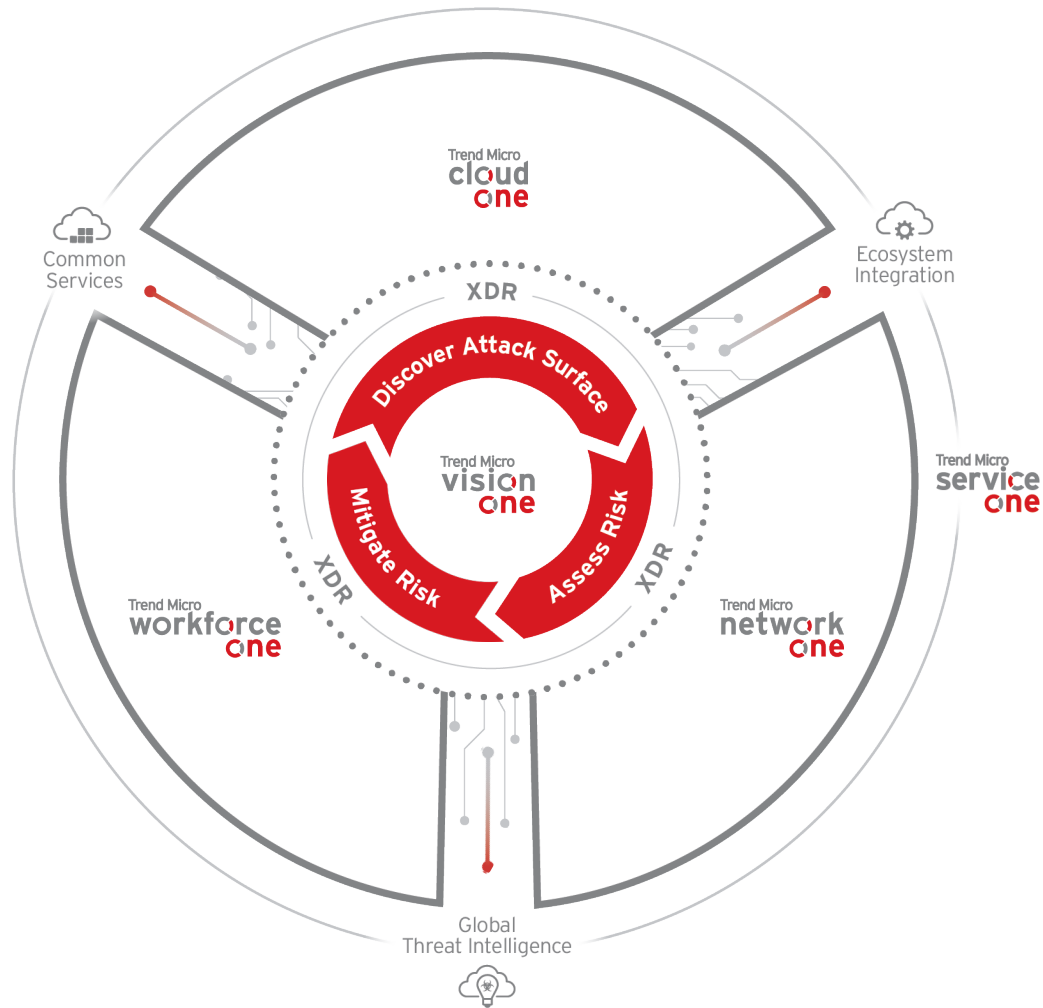 Trend Micro
cloud
one
Common
Services
Ecosystem
Integration
XDR
Discover Attack Surface
Trend Micro
vision
one
Trend Micro
service
one
Mitigate Risk
Assess Risk
XDR
XDR
Trend Micro
workforce
one
Trend Micro
network
one
Global
Threat Intelligence